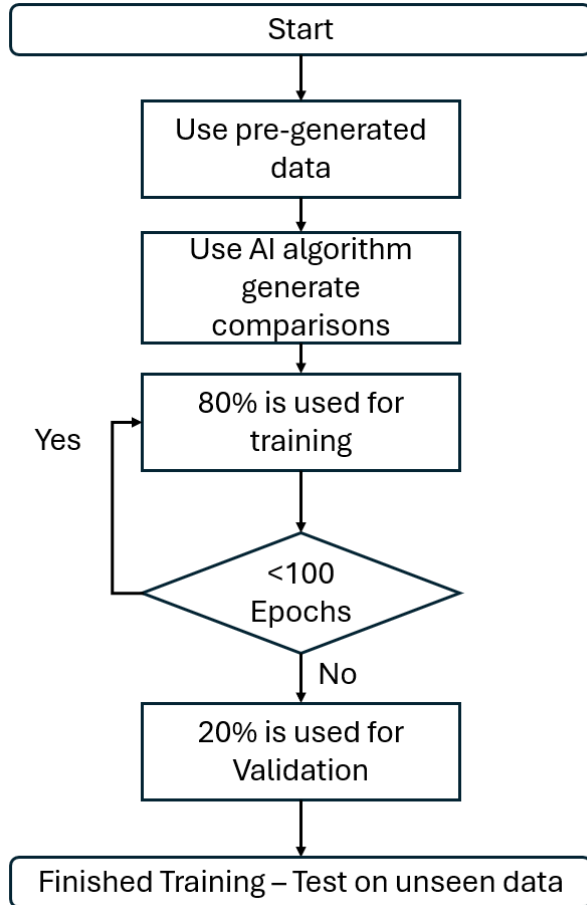 Start
Use pre-generated
data
Use AI algorithm
generate
comparisons
80% is used for
training
Yes
<100
Epochs
No
20% is used for
Validation
Finished Training – Test on unseen data